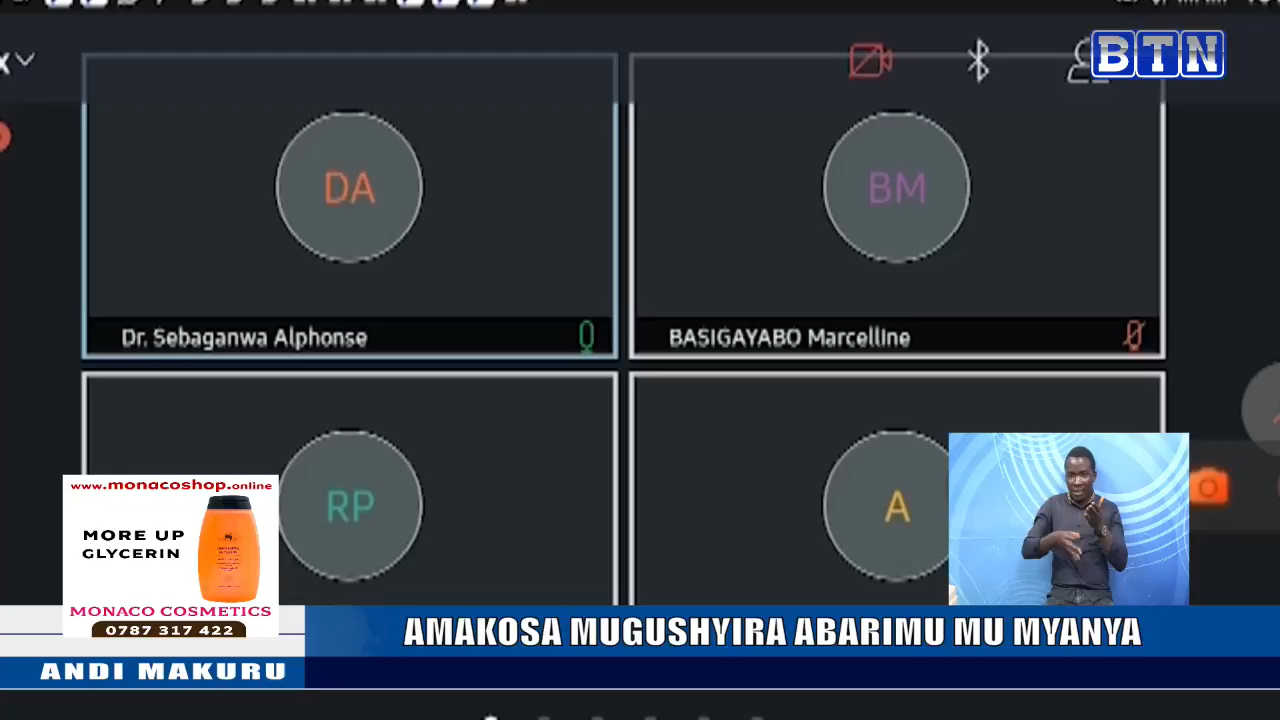 BTN
DA
BM
Dr. Sebaganwa Alphonse
BASIGAYABO Marcelline
RP
A
www.monacoshop.online
MORE UP
GLYCERIN
MONACO COSMETICS
0787 317 422
AMAKOSA MUGUSHYIRA ABARIMU MU MYANYA
ANDI MAKURU